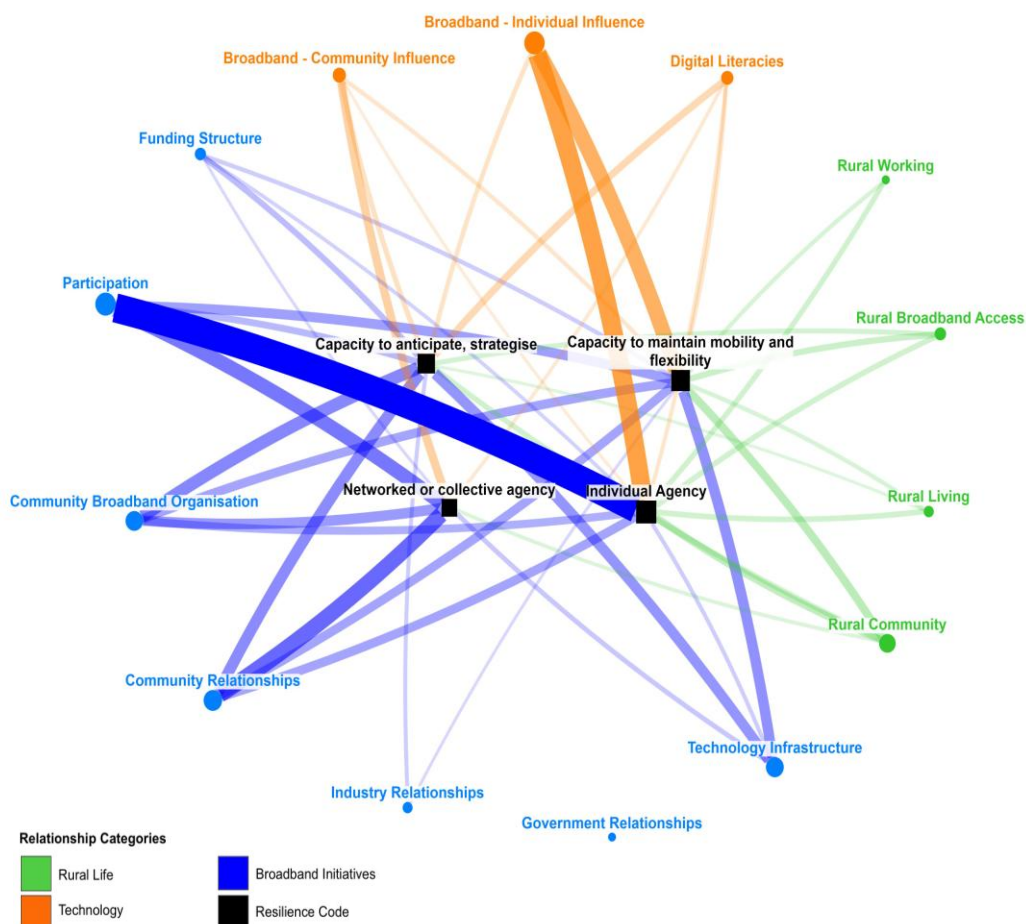 Broadband - Individual Influence
Broadband - Community Influence
Digital Literacies
Funding Structure
Rural Working
Participation
Rural Broadband Access
Capacity to anticipate, strategise
Capacity to maintain mobility and
flexibility
Community Broadband Organisation
Networked or collective agency
Individual Agency
Rural Living
Rural Community
Community Relationships
Technology Infrastructure
Industry Relationships
Government Relationships
Relationship Categories
Rural Life
Broadband Initiatives
Technology
Resilience Code